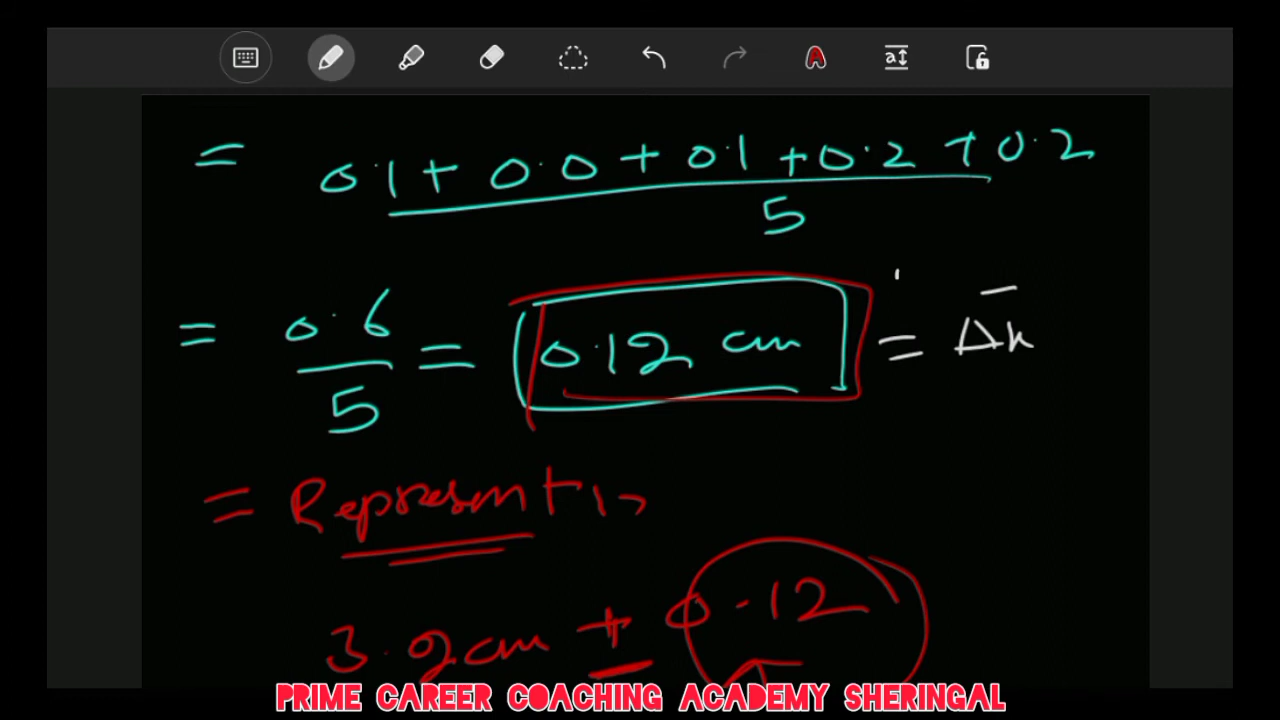 = 0.1 + 0.0 + 0.1 + 0.2 + 0.2
5
= 0.6 / 5 = 0.12 cm = Δh̄
= Represent
3.2 cm ± 0.12
PRIME CAREER COACHING ACADEMY SHERINGAL